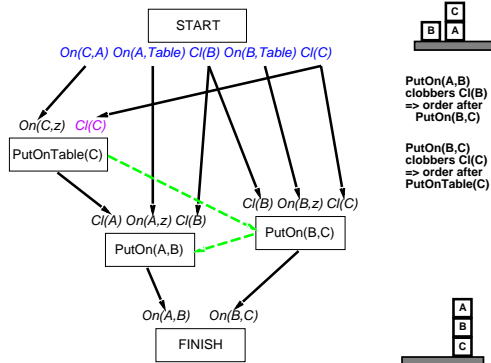 START
On(C,A) On(A,Table) Cl(B) On(B,Table) Cl(C)
On(C,z) Cl(C)
PutOnTable(C)
Cl(A) On(A,z) Cl(B)
PutOn(A,B)
Cl(B) On(B,z) Cl(C)
PutOn(B,C)
On(A,B) On(B,C)
FINISH
C
B A
PutOn(A,B)
clobbers Cl(B)
=> order after
PutOn(B,C)
PutOn(B,C)
clobbers Cl(C)
=> order after
PutOnTable(C)
A
B
C